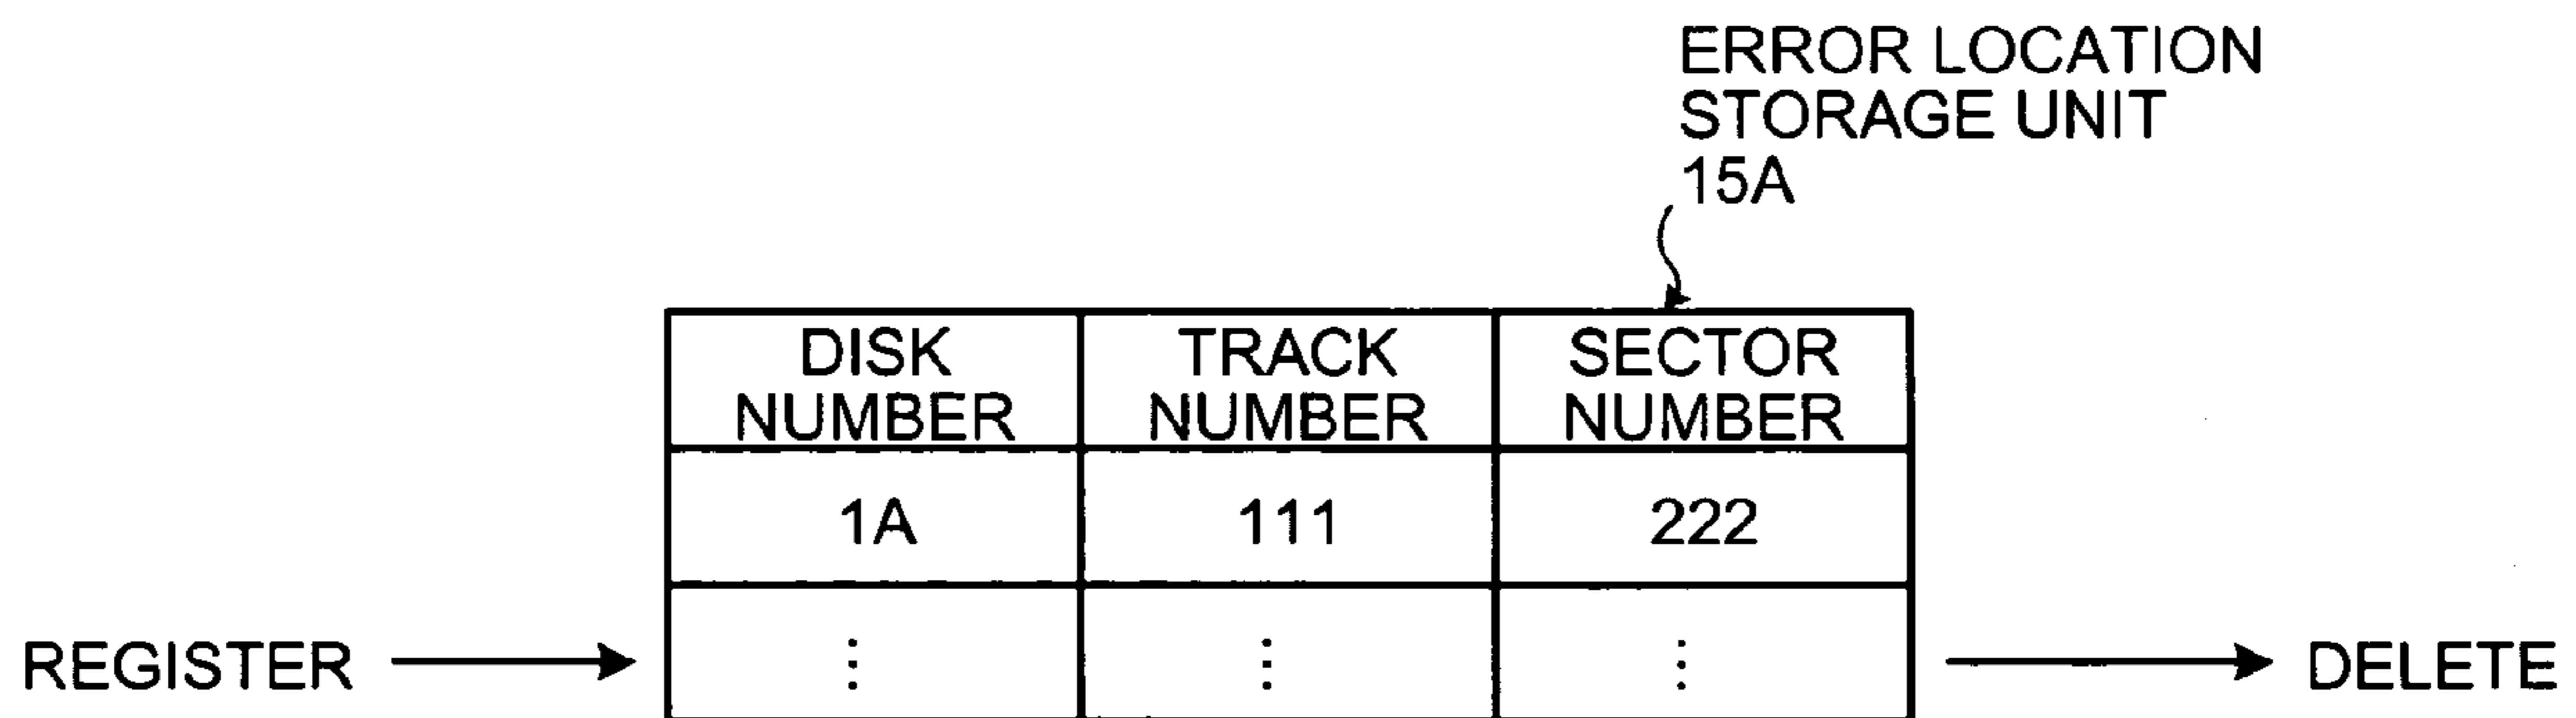 ERROR LOCATION
STORAGE UNIT
15A
DISK NUMBER
TRACK NUMBER
SECTOR NUMBER
1A
111
222
⋮
⋮
⋮
REGISTER
DELETE